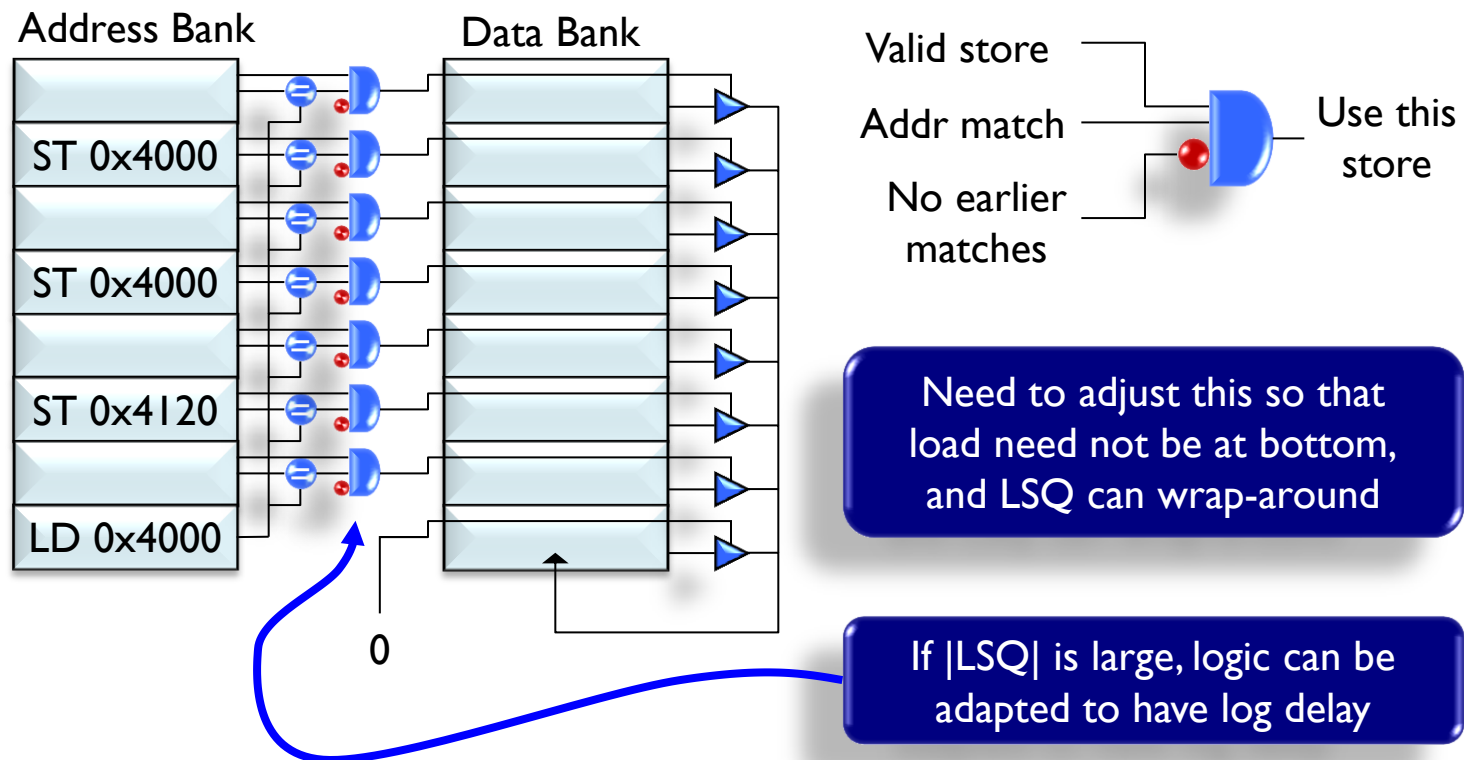 Address Bank
Data Bank
ST 0x4000
ST 0x4000
ST 0x4120
LD 0x4000
0
Valid store
Addr match
No earlier
matches
Use this
store
Need to adjust this so that
load need not be at bottom,
and LSQ can wrap-around
If |LSQ| is large, logic can be
adapted to have log delay